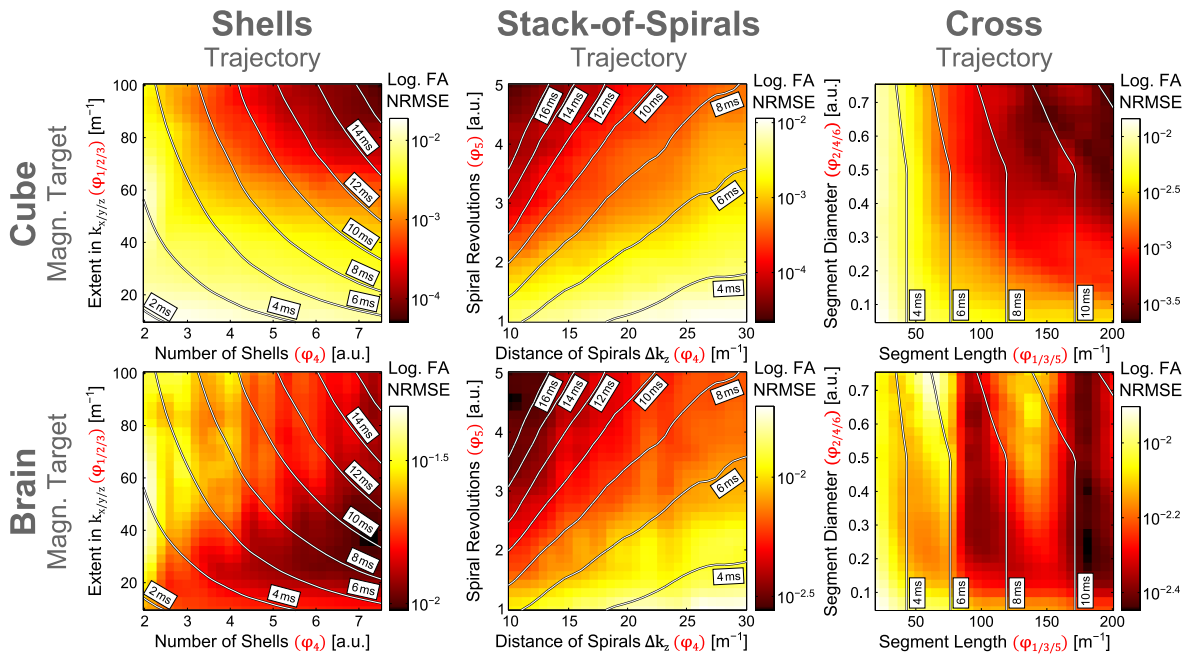 Shells
Trajectory
Stack-of-Spirals
Trajectory
Cross
Trajectory
Cube
Magn. Target
Extent in kx/y/z (φ1/2/3) [m⁻¹]
100
80
60
40
20
2ms
4ms
6ms
8ms
10ms
12ms
14ms
2 3 4 5 6 7
Number of Shells (φ4) [a.u.]
Log. FA
NRMSE
10⁻²
10⁻³
10⁻⁴
Spiral Revolutions (φ5) [a.u.]
5
4
3
2
1
16ms
14ms
12ms
10ms
8ms
6ms
4ms
10 15 20 25 30
Distance of Spirals Δkz (φ4) [m⁻¹]
Log. FA
NRMSE
10⁻²
10⁻³
10⁻⁴
Segment Diameter (φ2/4/6) [a.u.]
0.7
0.6
0.5
0.4
0.3
0.2
0.1
4ms
6ms
8ms
10ms
0 50 100 150 200
Segment Length (φ1/3/5) [m⁻¹]
Log. FA
NRMSE
10⁻²
10⁻²·⁵
10⁻³
10⁻³·⁵
Brain
Magn. Target
Extent in kx/y/z (φ1/2/3) [m⁻¹]
100
80
60
40
20
2ms
4ms
6ms
8ms
10ms
12ms
14ms
2 3 4 5 6 7
Number of Shells (φ4) [a.u.]
Log. FA
NRMSE
10⁻¹·⁵
10⁻²
Spiral Revolutions (φ5) [a.u.]
5
4
3
2
1
16ms
14ms
12ms
10ms
8ms
6ms
4ms
10 15 20 25 30
Distance of Spirals Δkz (φ4) [m⁻¹]
Log. FA
NRMSE
10⁻²
10⁻²·⁵
Segment Diameter (φ2/4/6) [a.u.]
0.7
0.6
0.5
0.4
0.3
0.2
0.1
4ms
6ms
8ms
10ms
0 50 100 150 200
Segment Length (φ1/3/5) [m⁻¹]
Log. FA
NRMSE
10⁻²
10⁻²·²
10⁻²·⁴